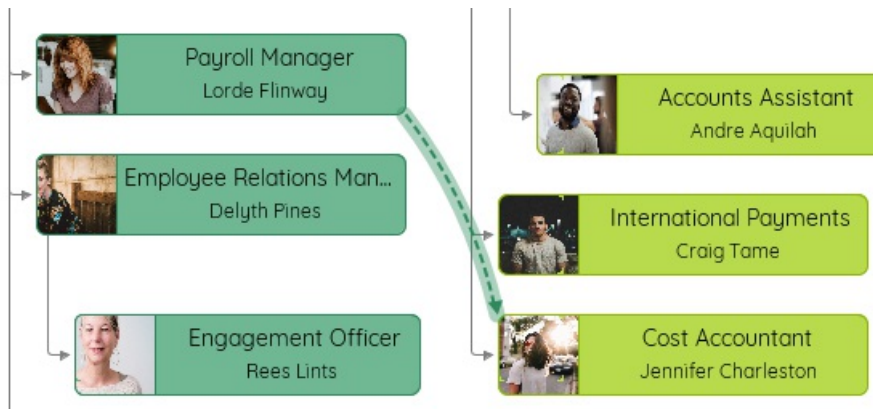 Payroll Manager
Lorde Flinway
Accounts Assistant
Andre Aquilah
Employee Relations Man...
Delyth Pines
International Payments
Craig Tame
Engagement Officer
Rees Lints
Cost Accountant
Jennifer Charleston